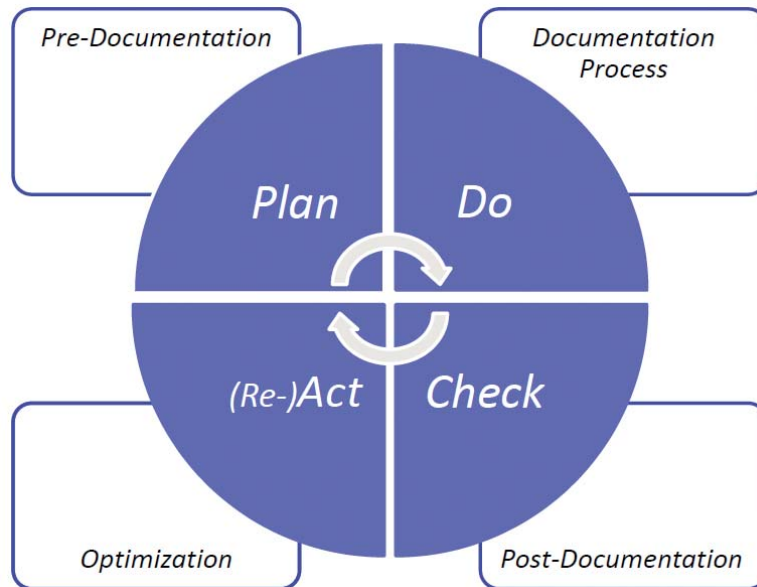 Pre-Documentation
Documentation
Process
Plan
Do
(Re-)Act
Check
Optimization
Post-Documentation